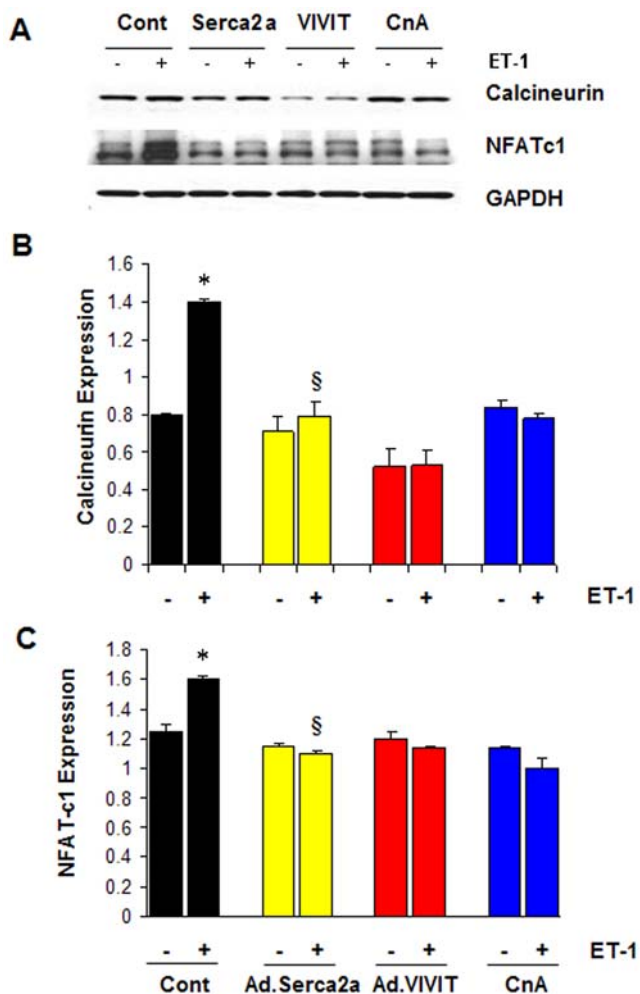 A
Cont Serca2a VIVIT CnA
- + - + - + - + ET-1
Calcineurin
NFATc1
GAPDH
B
Calcineurin Expression
1.6
1.4
1.2
1
0.8
0.6
0.4
0.2
0
*
§
- + - + - + - + ET-1
C
NFAT-c1 Expression
1.8
1.6
1.4
1.2
1
0.8
0.6
0.4
0.2
0
*
§
- + - + - + - + ET-1
Cont Ad.Serca2a Ad.VIVIT CnA